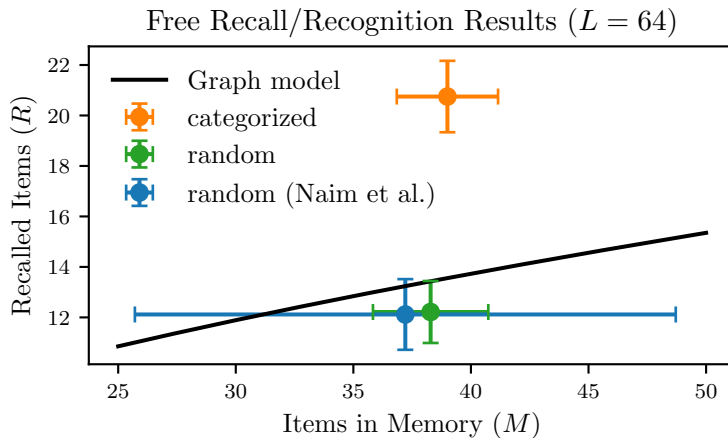 Free Recall/Recognition Results (L = 64)
Recalled Items (R)
22
20
18
16
14
12
Graph model
categorized
random
random (Naim et al.)
25 30 35 40 45 50
Items in Memory (M)